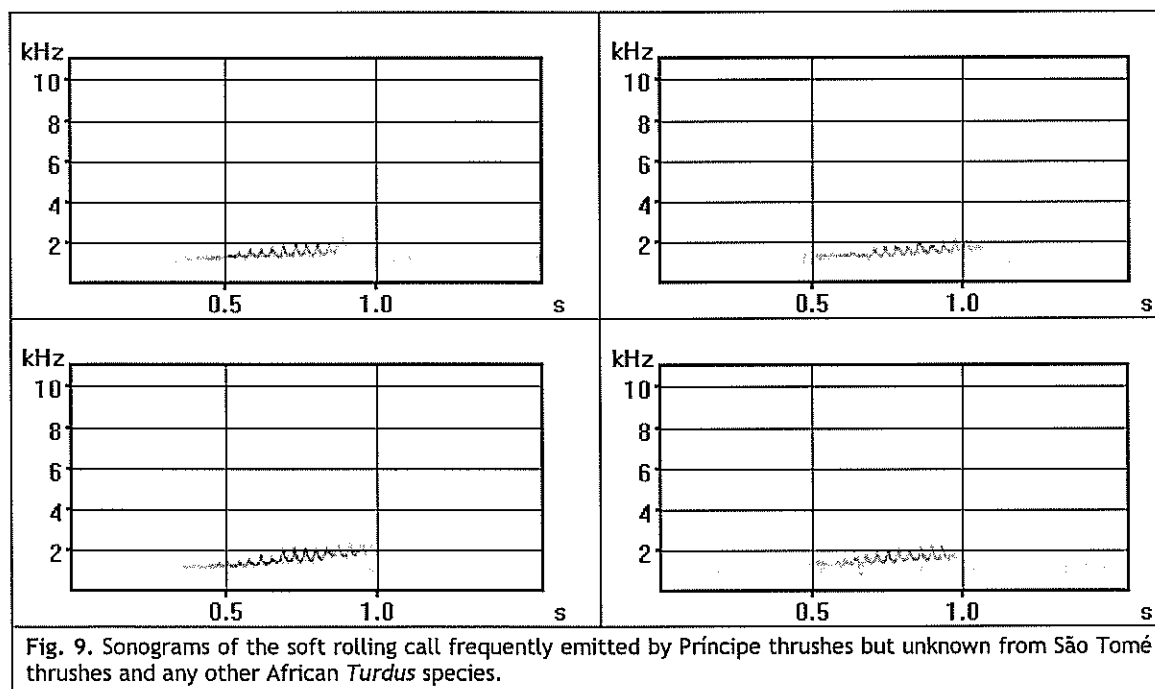 kHz
10
8
6
4
2
0.5 1.0 s
kHz
10
8
6
4
2
0.5 1.0 s
kHz
10
8
6
4
2
0.5 1.0 s
kHz
10
8
6
4
2
0.5 1.0 s
Fig. 9. Sonograms of the soft rolling call frequently emitted by Príncipe thrushes but unknown from São Tomé
thrushes and any other African Turdus species.